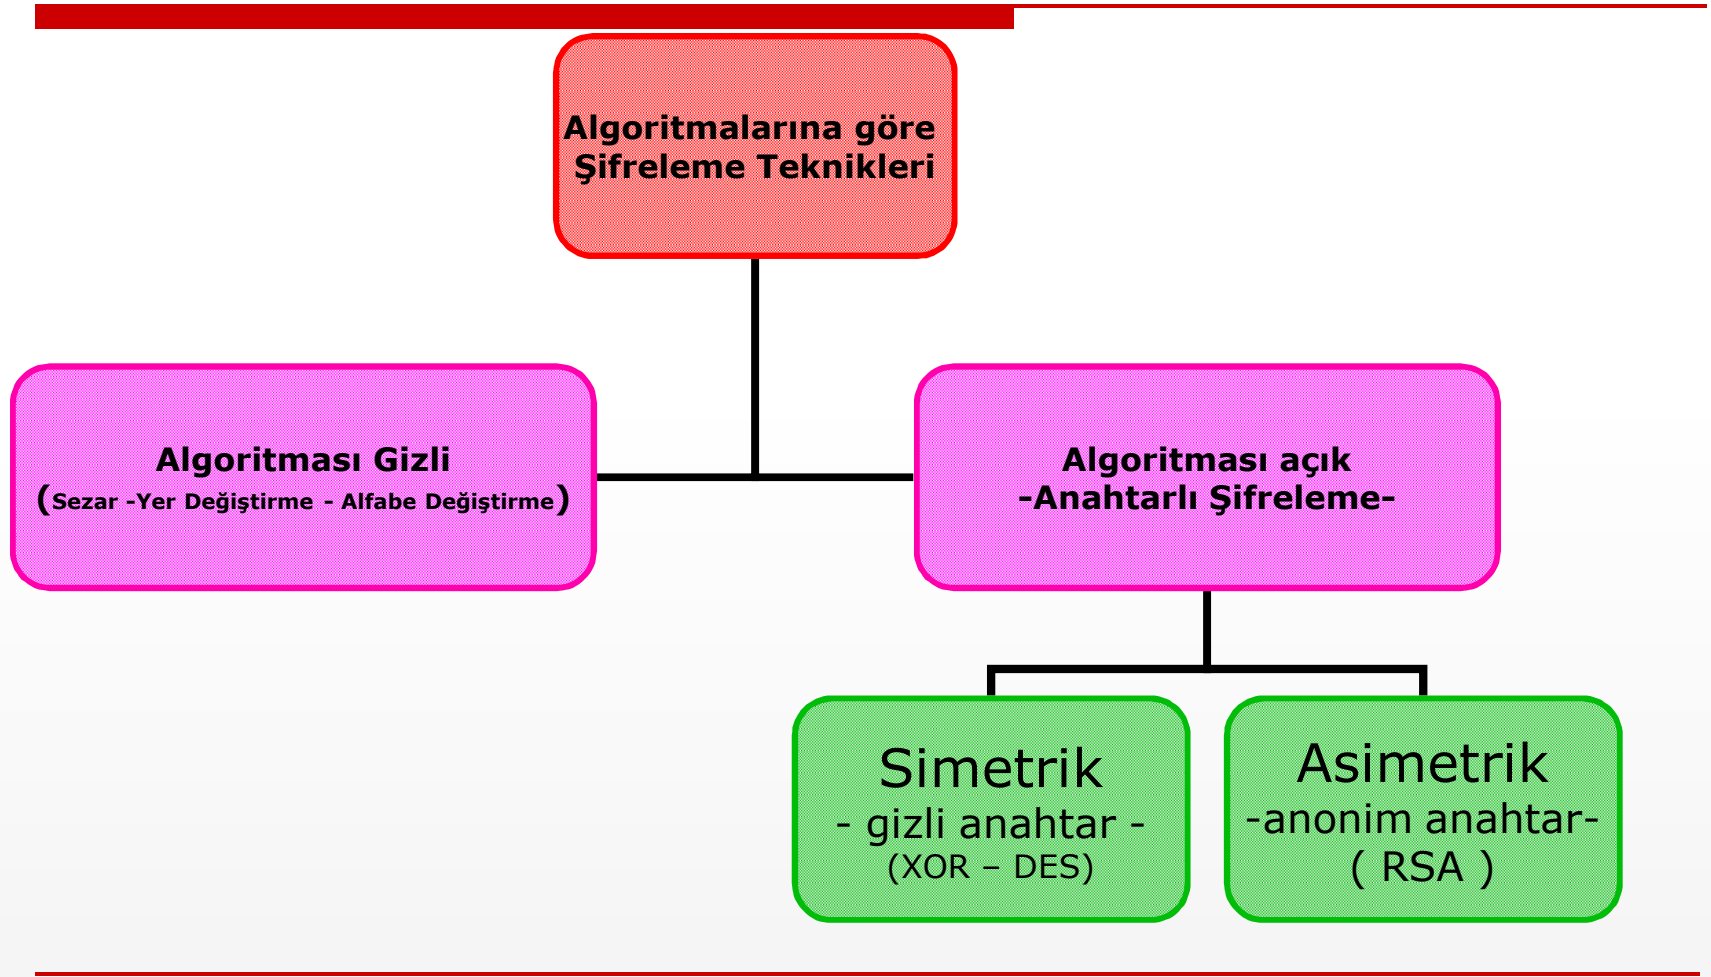 Algoritmalarına göre
Şifreleme Teknikleri
Algoritması Gizli
(Sezar -Yer Değiştirme - Alfabe Değiştirme)
Algoritması açık
-Anahtarlı Şifreleme-
Simetrik
- gizli anahtar -
(XOR – DES)
Asimetrik
-anonim anahtar-
( RSA )